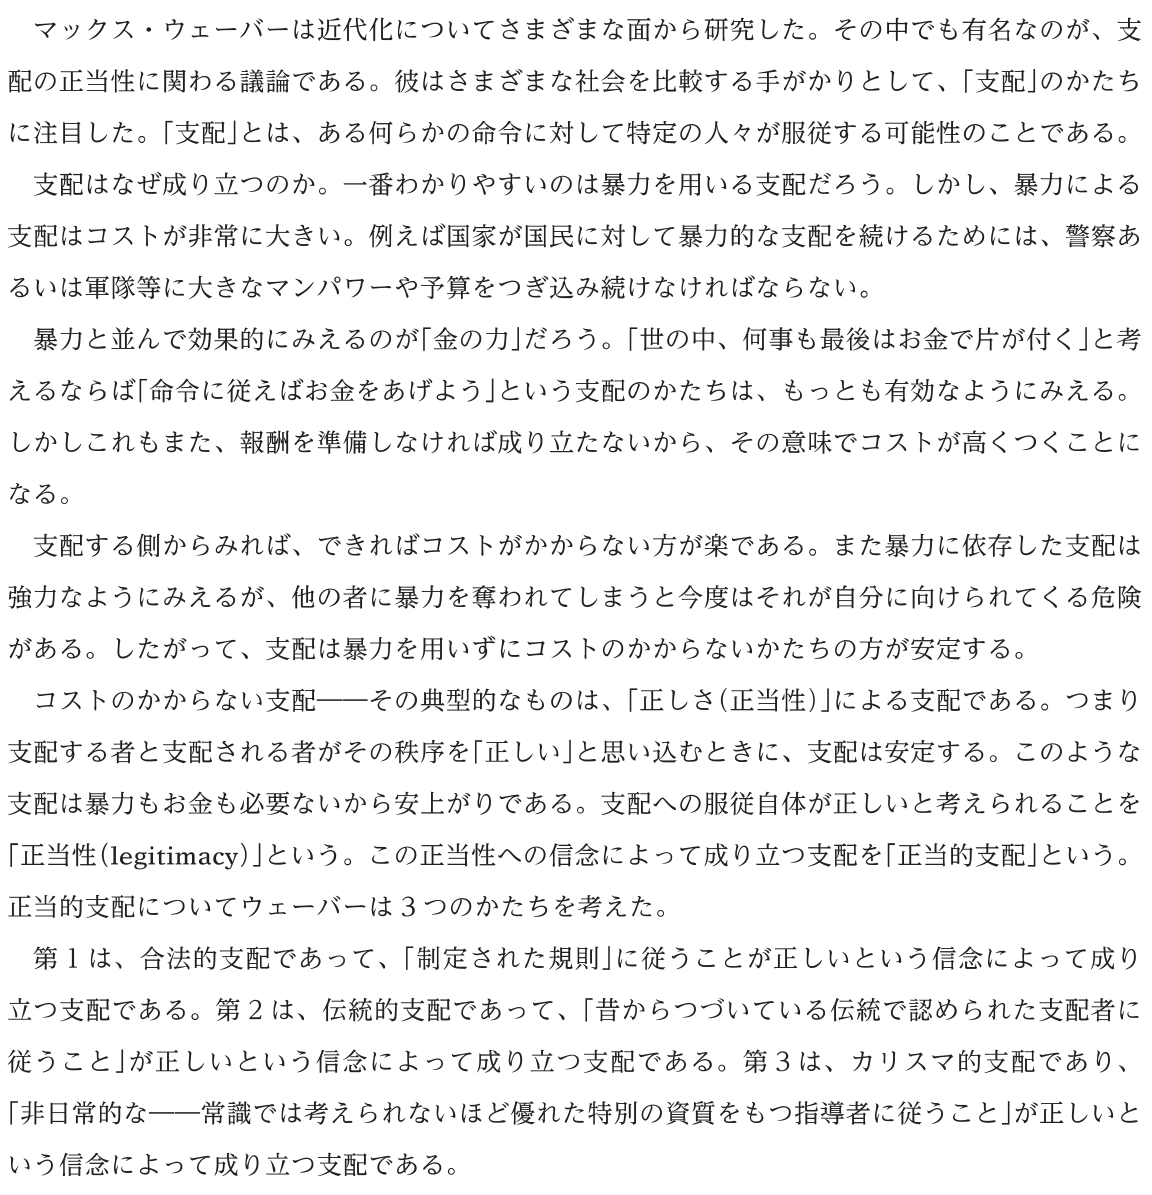 マックス・ウェーバーは近代化についてさまざまな面から研究した。その中でも有名なのが、支
配の正当性に関わる議論である。彼はさまざまな社会を比較する手がかりとして、「支配」のかたち
に注目した。「支配」とは、ある何らかの命令に対して特定の人々が服従する可能性のことである。
　支配はなぜ成り立つのか。一番わかりやすいのは暴力を用いる支配だろう。しかし、暴力による
支配はコストが非常に大きい。例えば国家が国民に対して暴力的な支配を続けるためには、警察あ
るいは軍隊等に大きなマンパワーや予算をつぎ込み続けなければならない。
　暴力と並んで効果的にみえるのが「金の力」だろう。「世の中、何事も最後はお金で片が付く」と考
えるならば「命令に従えばお金をあげよう」という支配のかたちは、もっとも有効なようにみえる。
しかしこれもまた、報酬を準備しなければ成り立たないから、その意味でコストが高くつくことに
なる。
　支配する側からみれば、できればコストがかからない方が楽である。また暴力に依存した支配は
強力なようにみえるが、他の者に暴力を奪われてしまうと今度はそれが自分に向けられてくる危険
がある。したがって、支配は暴力を用いずにコストのかからないかたちの方が安定する。
　コストのかからない支配――その典型的なものは、「正しさ(正当性)」による支配である。つまり
支配する者と支配される者がその秩序を「正しい」と思い込むときに、支配は安定する。このような
支配は暴力もお金も必要ないから安上がりである。支配への服従自体が正しいと考えられることを
「正当性(legitimacy)」という。この正当性への信念によって成り立つ支配を「正当的支配」という。
正当的支配についてウェーバーは 3 つのかたちを考えた。
　第 1 は、合法的支配であって、「制定された規則」に従うことが正しいという信念によって成り
立つ支配である。第 2 は、伝統的支配であって、「昔からつづいている伝統で認められた支配者に
従うこと」が正しいという信念によって成り立つ支配である。第 3 は、カリスマ的支配であり、
「非日常的な――常識では考えられないほど優れた特別の資質をもつ指導者に従うこと」が正しいと
いう信念によって成り立つ支配である。